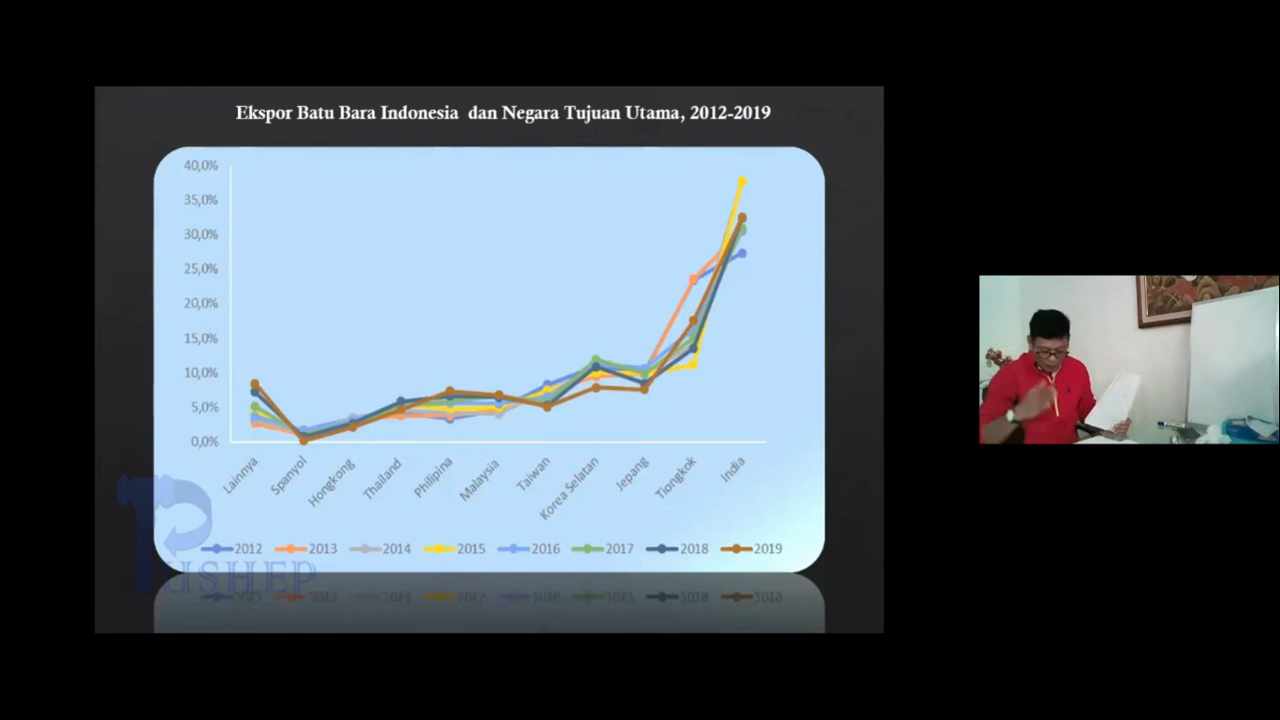 Ekspor Batu Bara Indonesia dan Negara Tujuan Utama, 2012-2019
40,0%
35,0%
30,0%
25,0%
20,0%
15,0%
10,0%
5,0%
0,0%
Lainnya
Spanyol
Hongkong
Thailand
Philipina
Malaysia
Taiwan
Korea Selatan
Jepang
Tiongkok
India
2012 2013 2014 2015 2016 2017 2018 2019
PUSHEP